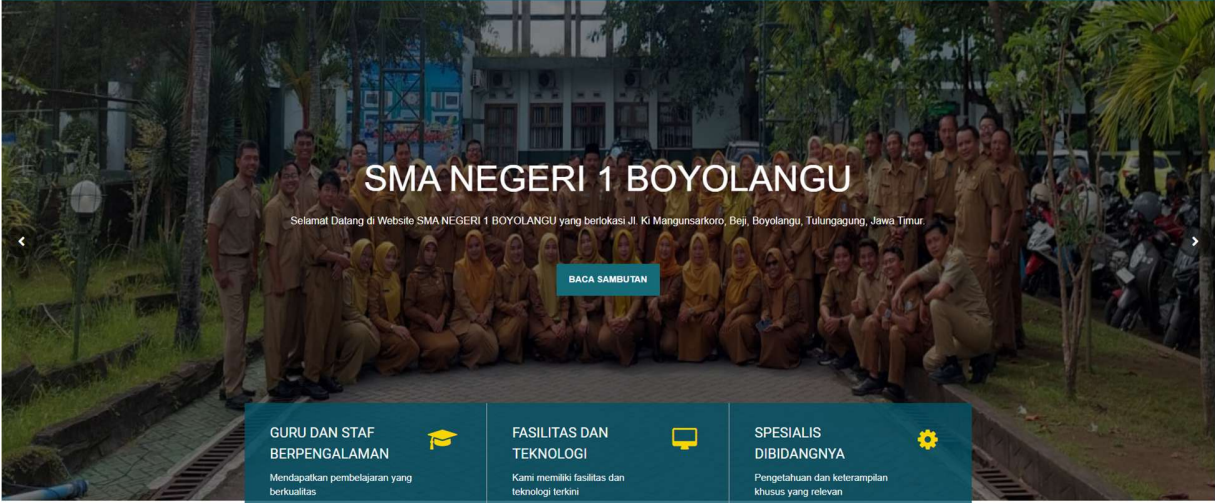 SMA NEGERI 1 BOYOLANGU
Selamat Datang di Website SMA NEGERI 1 BOYOLANGU yang berlokasi Jl. Ki Mangunsarkoro, Beji, Boyolangu, Tulungagung, Jawa Timur.
BACA SAMBUTAN
GURU DAN STAF
BERPENGALAMAN
Mendapatkan pembelajaran yang
berkualitas
FASILITAS DAN
TEKNOLOGI
Kami memiliki fasilitas dan
teknologi terkini
SPESIALIS
DIBIDANGNYA
Pengetahuan dan keterampilan
khusus yang relevan